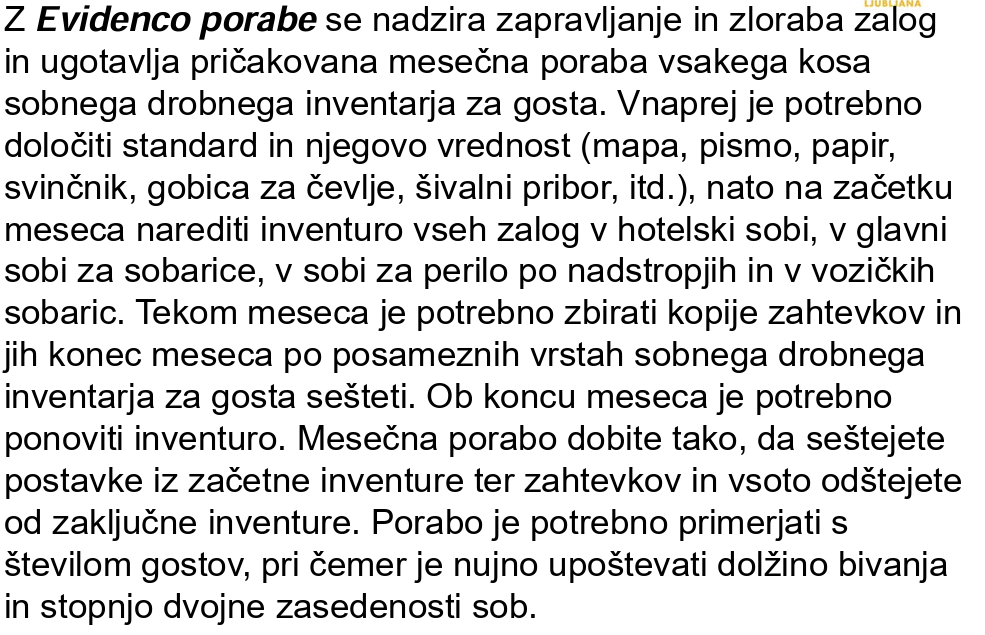 LJUBLJANA
Z Evidenco porabe se nadzira zapravljanje in zloraba zalog
in ugotavlja pričakovana mesečna poraba vsakega kosa
sobnega drobnega inventarja za gosta. Vnaprej je potrebno
določiti standard in njegovo vrednost (mapa, pismo, papir,
svinčnik, gobica za čevlje, šivalni pribor, itd.), nato na začetku
meseca narediti inventuro vseh zalog v hotelski sobi, v glavni
sobi za sobarice, v sobi za perilo po nadstropjih in v vozičkih
sobaric. Tekom meseca je potrebno zbirati kopije zahtevkov in
jih konec meseca po posameznih vrstah sobnega drobnega
inventarja za gosta sešteti. Ob koncu meseca je potrebno
ponoviti inventuro. Mesečna porabo dobite tako, da seštejete
postavke iz začetne inventure ter zahtevkov in vsoto odštejete
od zaključne inventure. Porabo je potrebno primerjati s
številom gostov, pri čemer je nujno upoštevati dolžino bivanja
in stopnjo dvojne zasedenosti sob.